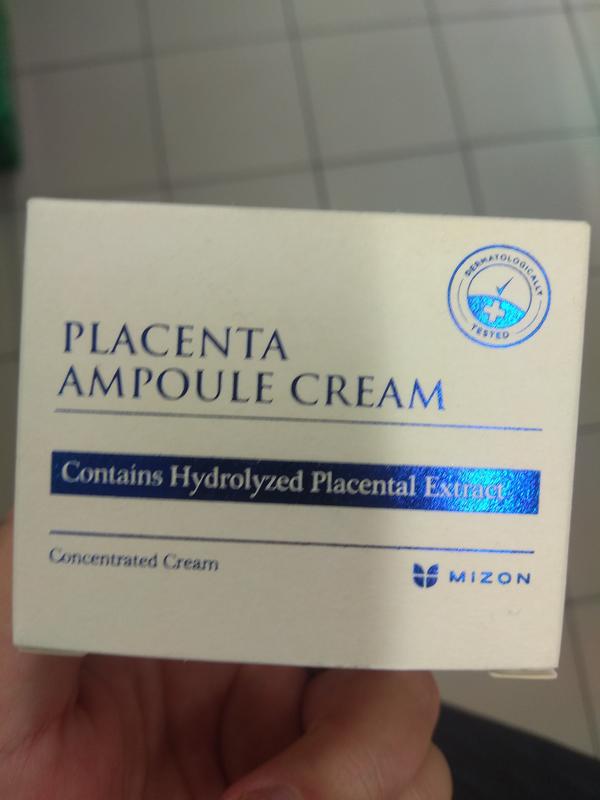 DERMATOLOGICALLY
TESTED
PLACENTA
AMPOULE CREAM
Contains Hydrolyzed Placental Extract
Concentrated Cream
MIZON